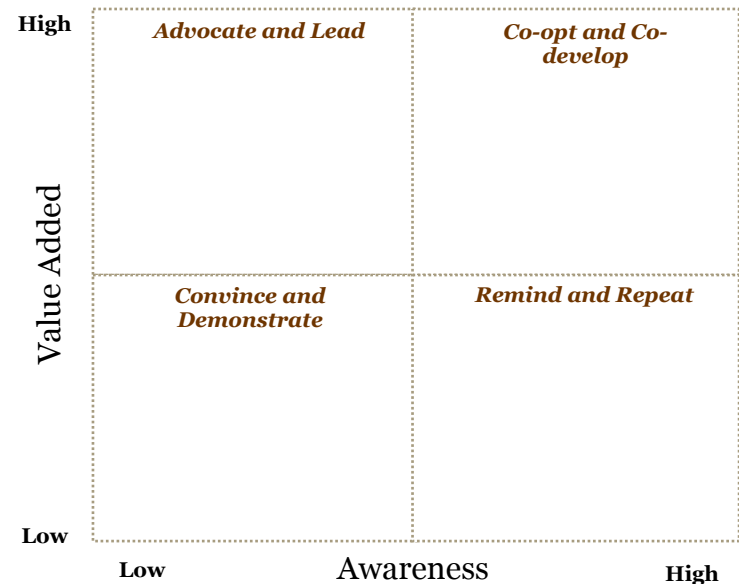 High
Advocate and Lead
Co-opt and Co-
develop
Value Added
Convince and
Demonstrate
Remind and Repeat
Low
Low
Awareness
High